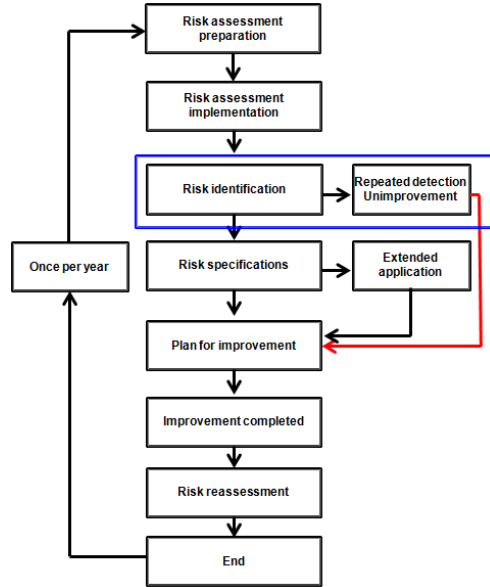 Risk assessment
preparation
Risk assessment
implementation
Risk identification
Repeated detection
Unimprovement
Risk specifications
Extended
application
Once per year
Plan for improvement
Improvement completed
Risk reassessment
End